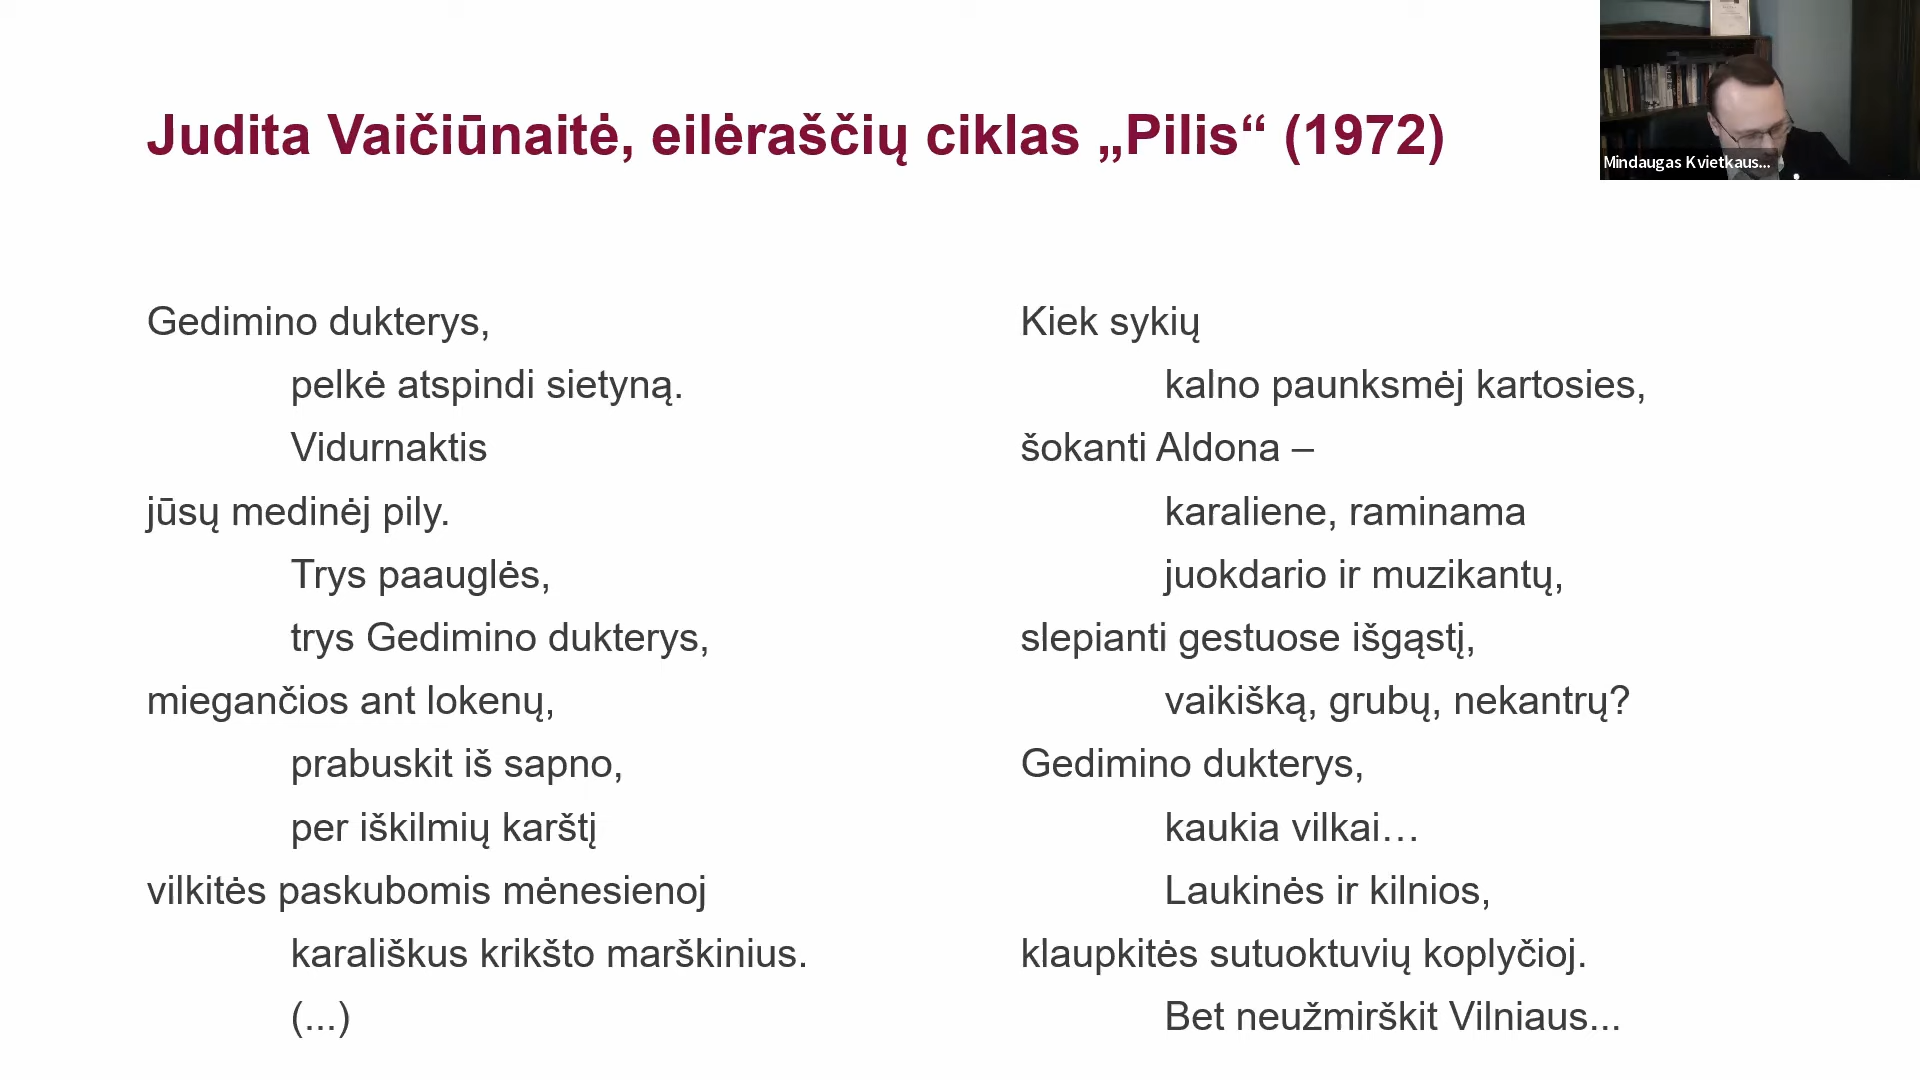 Judita Vaičiūnaitė, eilėraščių ciklas „Pilis“ (1972)
Mindaugas Kvietkaus...
Gedimino dukterys,
pelkė atspindi sietyną.
Vidurnaktis
jūsų medinėj pily.
Trys paauglės,
trys Gedimino dukterys,
miegančios ant lokenų,
prabuskit iš sapno,
per iškilmių karštį
vilkitės paskubomis mėnesienoj
karališkus krikšto marškinius.
(...)
Kiek sykių
kalno paunksmėj kartosies,
šokanti Aldona –
karaliene, raminama
juokdario ir muzikantų,
slepianti gestuose išgąstį,
vaikišką, grubų, nekantrų?
Gedimino dukterys,
kaukia vilkai…
Laukinės ir kilnios,
klaupkitės sutuoktuvių koplyčioj.
Bet neužmirškit Vilniaus...